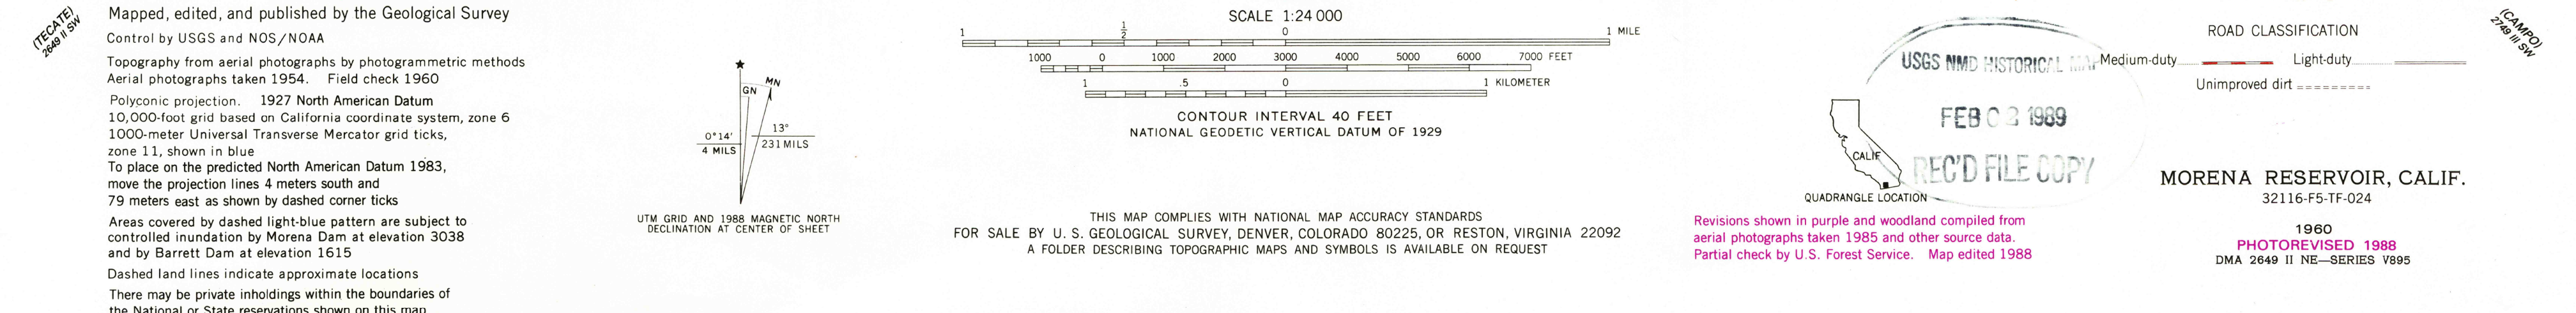 (TECATE)
2649 II SW
Mapped, edited, and published by the Geological Survey
Control by USGS and NOS/NOAA
Topography from aerial photographs by photogrammetric methods
Aerial photographs taken 1954. Field check 1960
Polyconic projection. 1927 North American Datum
10,000-foot grid based on California coordinate system, zone 6
1000-meter Universal Transverse Mercator grid ticks,
zone 11, shown in blue
To place on the predicted North American Datum 1983,
move the projection lines 4 meters south and
79 meters east as shown by dashed corner ticks
Areas covered by dashed light-blue pattern are subject to
controlled inundation by Morena Dam at elevation 3038
and by Barrett Dam at elevation 1615
Dashed land lines indicate approximate locations
There may be private inholdings within the boundaries of
the National or State reservations shown on this map
★
MN
GN
0°14'
4 MILS
13°
231 MILS
UTM GRID AND 1988 MAGNETIC NORTH
DECLINATION AT CENTER OF SHEET
SCALE 1:24 000
1 1/2 0 1 MILE
1000 0 1000 2000 3000 4000 5000 6000 7000 FEET
1 .5 0 1 KILOMETER
CONTOUR INTERVAL 40 FEET
NATIONAL GEODETIC VERTICAL DATUM OF 1929
THIS MAP COMPLIES WITH NATIONAL MAP ACCURACY STANDARDS
FOR SALE BY U. S. GEOLOGICAL SURVEY, DENVER, COLORADO 80225, OR RESTON, VIRGINIA 22092
A FOLDER DESCRIBING TOPOGRAPHIC MAPS AND SYMBOLS IS AVAILABLE ON REQUEST
USGS NMD HISTORICAL MAP
FEB 02 1989
REC'D FILE COPY
CALIF
QUADRANGLE LOCATION
Revisions shown in purple and woodland compiled from
aerial photographs taken 1985 and other source data.
Partial check by U.S. Forest Service. Map edited 1988
ROAD CLASSIFICATION
Medium-duty Light-duty
Unimproved dirt
MORENA RESERVOIR, CALIF.
32116-F5-TF-024
1960
PHOTOREVISED 1988
DMA 2649 II NE—SERIES V895
(CAMPO)
2749 III SW